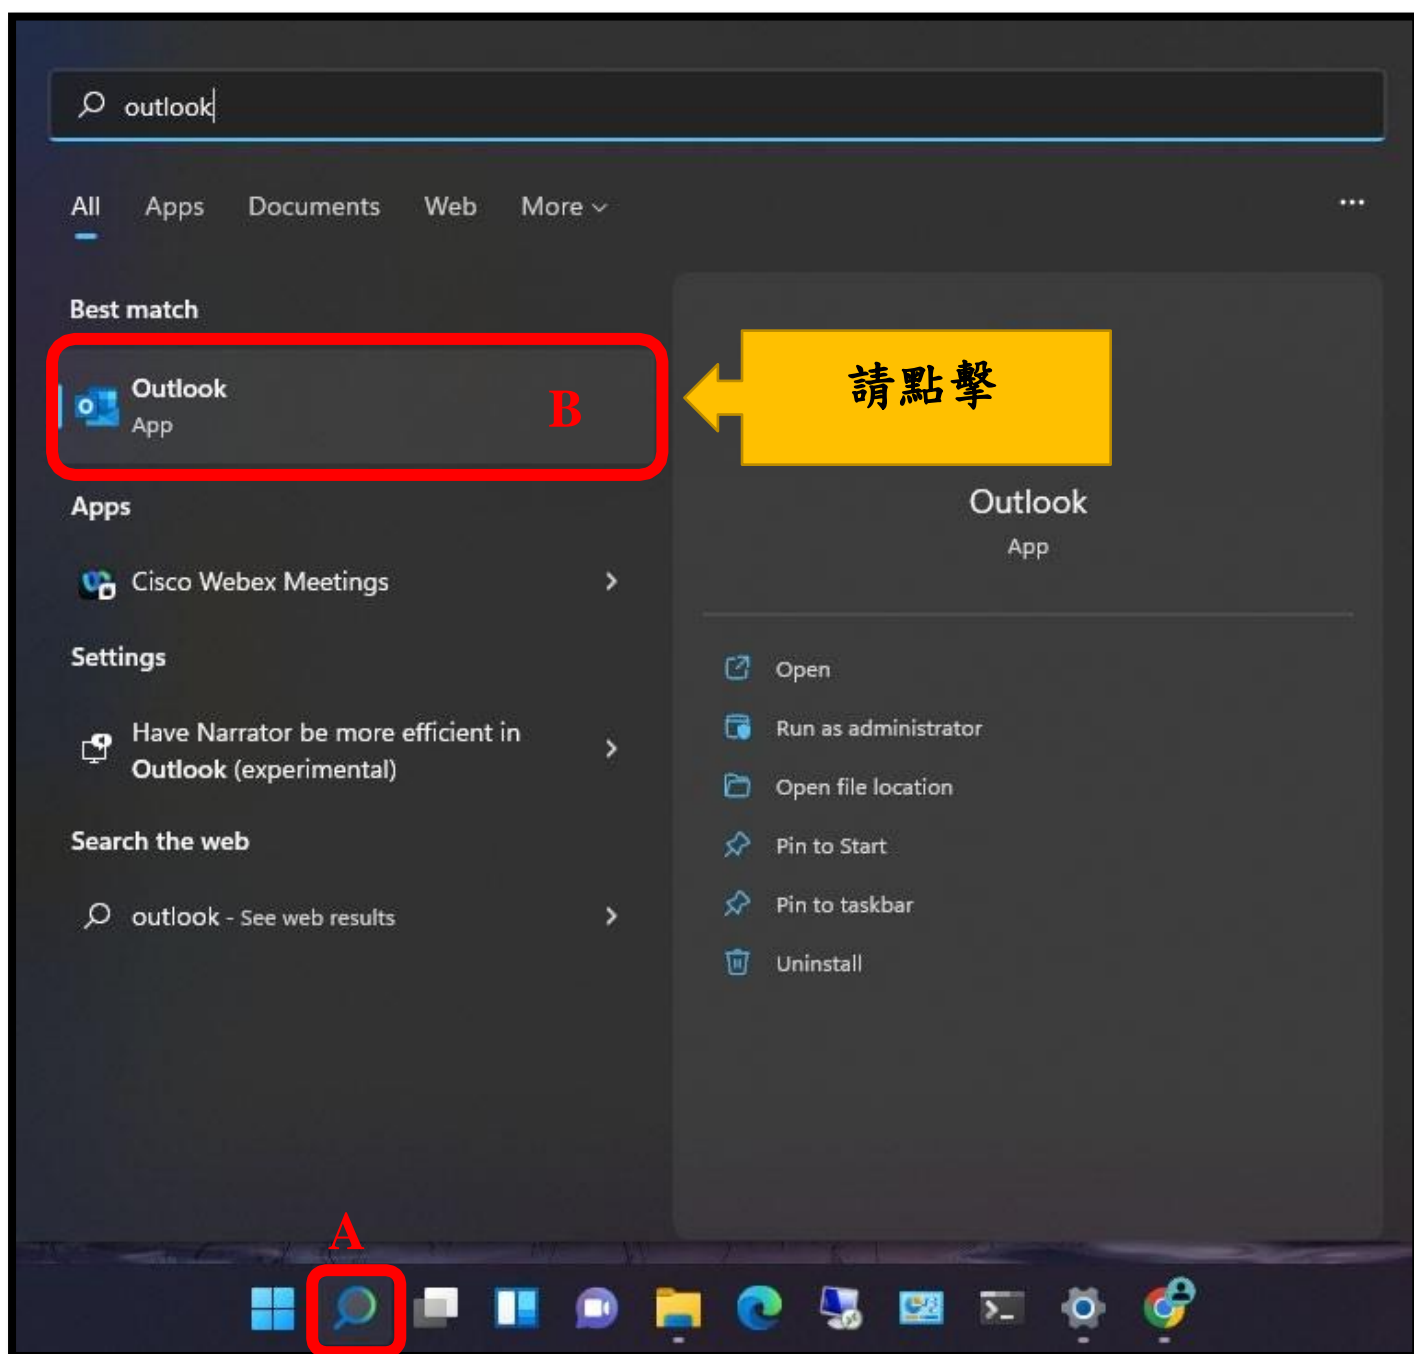 outlook
All Apps Documents Web More
Best match
Outlook
App
B
請點擊
Apps
Cisco Webex Meetings
Settings
Have Narrator be more efficient in
Outlook (experimental)
Search the web
outlook - See web results
Outlook
App
Open
Run as administrator
Open file location
Pin to Start
Pin to taskbar
Uninstall
A